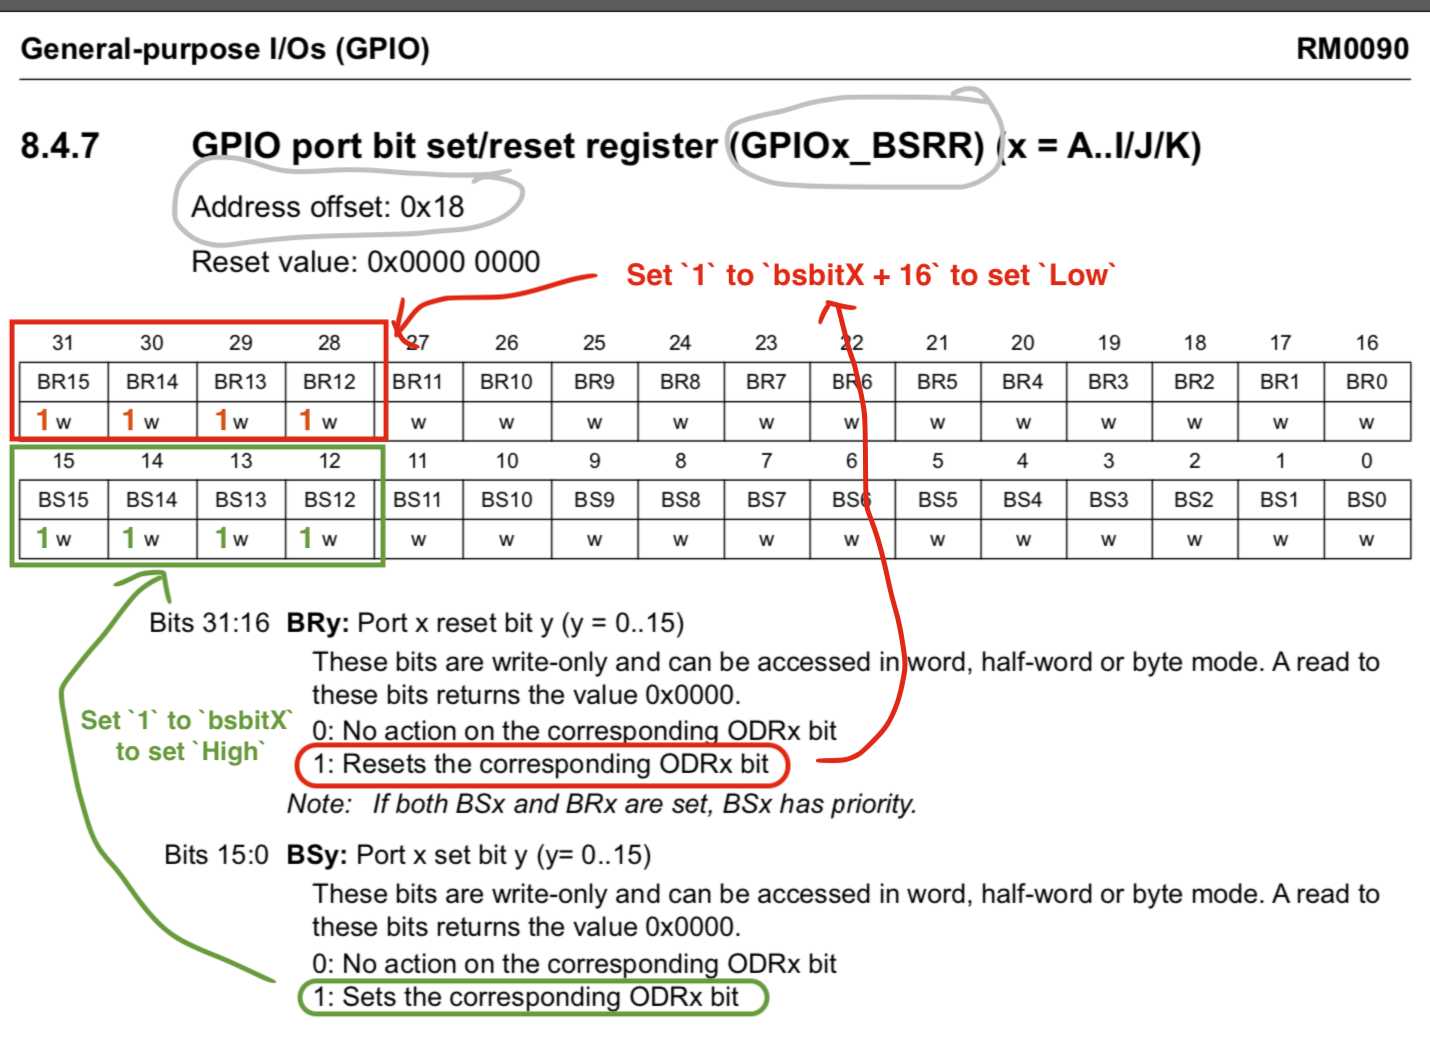 General-purpose I/Os (GPIO) RM0090
8.4.7 GPIO port bit set/reset register (GPIOx_BSRR) (x = A..I/J/K)
Address offset: 0x18
Reset value: 0x0000 0000
Set `1` to `bsbitX + 16` to set `Low`
31 30 29 28 27 26 25 24 23 22 21 20 19 18 17 16
BR15 BR14 BR13 BR12 BR11 BR10 BR9 BR8 BR7 BR6 BR5 BR4 BR3 BR2 BR1 BR0
1 w 1 w 1 w 1 w w w w w w w w w w w w w
15 14 13 12 11 10 9 8 7 6 5 4 3 2 1 0
BS15 BS14 BS13 BS12 BS11 BS10 BS9 BS8 BS7 BS6 BS5 BS4 BS3 BS2 BS1 BS0
1 w 1 w 1 w 1 w w w w w w w w w w w w w
Bits 31:16 BRy: Port x reset bit y (y = 0..15)
These bits are write-only and can be accessed in word, half-word or byte mode. A read to
these bits returns the value 0x0000.
0: No action on the corresponding ODRx bit
1: Resets the corresponding ODRx bit
Note: If both BSx and BRx are set, BSx has priority.
Set `1` to `bsbitX`
to set `High`
Bits 15:0 BSy: Port x set bit y (y= 0..15)
These bits are write-only and can be accessed in word, half-word or byte mode. A read to
these bits returns the value 0x0000.
0: No action on the corresponding ODRx bit
1: Sets the corresponding ODRx bit